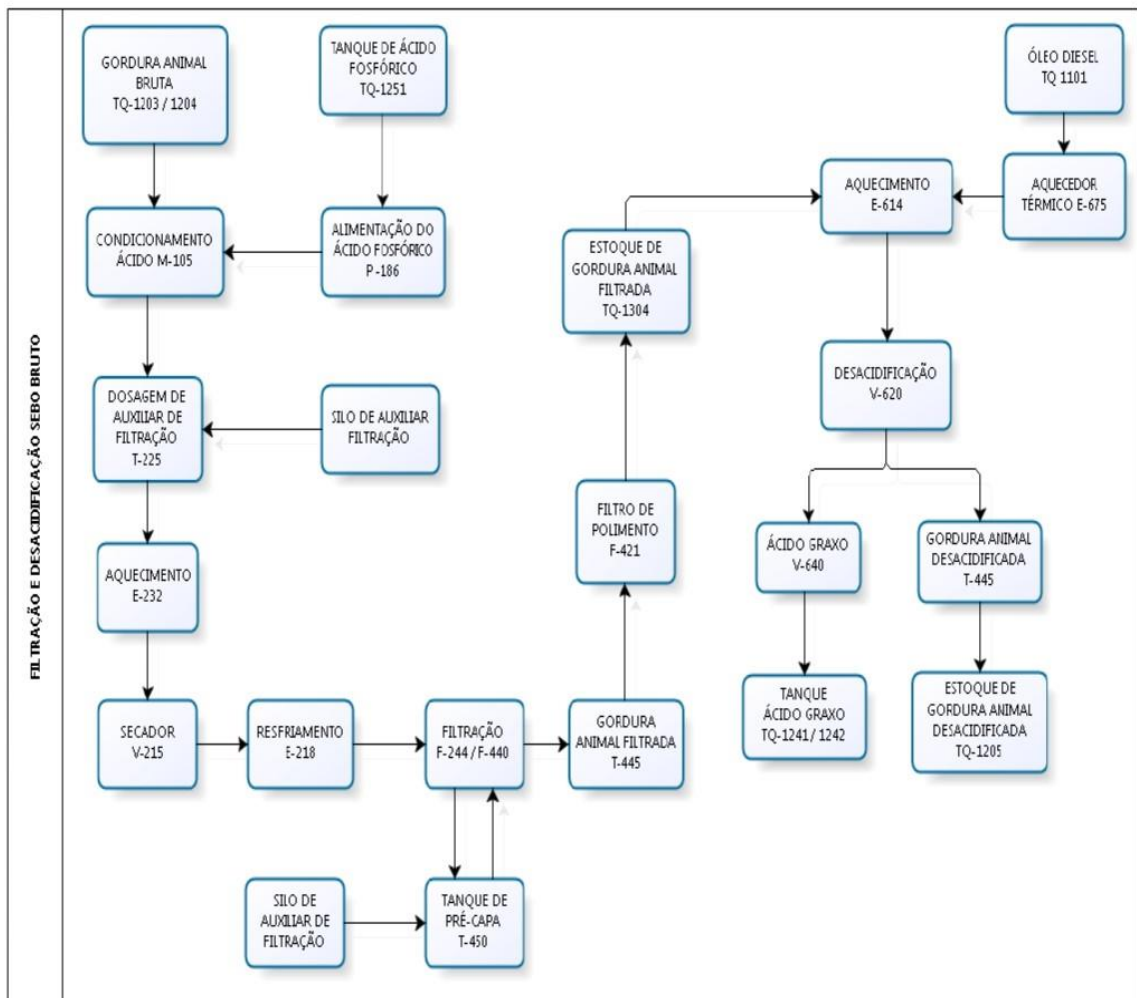 FILTRAÇÃO E DESACIDIFICAÇÃO SEBO BRUTO
GORDURA ANIMAL
BRUTA
TQ-1203 / 1204
TANQUE DE ÁCIDO
FOSFÓRICO
TQ-1251
ÓLEO DIESEL
TQ 1101
CONDICIONAMENTO
ÁCIDO M-105
ALIMENTAÇÃO DO
ÁCIDO FOSFÓRICO
P -186
ESTOQUE DE
GORDURA ANIMAL
FILTRADA
TQ-1304
AQUECIMENTO
E-614
AQUECEDOR
TÉRMICO E-675
DOSAGEM DE
AUXILIAR DE
FILTRAÇÃO
T-225
SILO DE AUXILIAR
FILTRAÇÃO
DESACIDIFICAÇÃO
V-620
AQUECIMENTO
E-232
FILTRO DE
POLIMENTO
F-421
ÁCIDO GRAXO
V-640
GORDURA ANIMAL
DESACIDIFICADA
T-445
SECADOR
V-215
RESFRIAMENTO
E-218
FILTRAÇÃO
F-244 / F-440
GORDURA
ANIMAL FILTRADA
T-445
TANQUE
ÁCIDO GRAXO
TQ-1241 / 1242
ESTOQUE DE
GORDURA ANIMAL
DESACIDIFICADA
TQ-1205
SILO DE
AUXILIAR DE
FILTRAÇÃO
TANQUE DE
PRÉ-CAPA
T-450